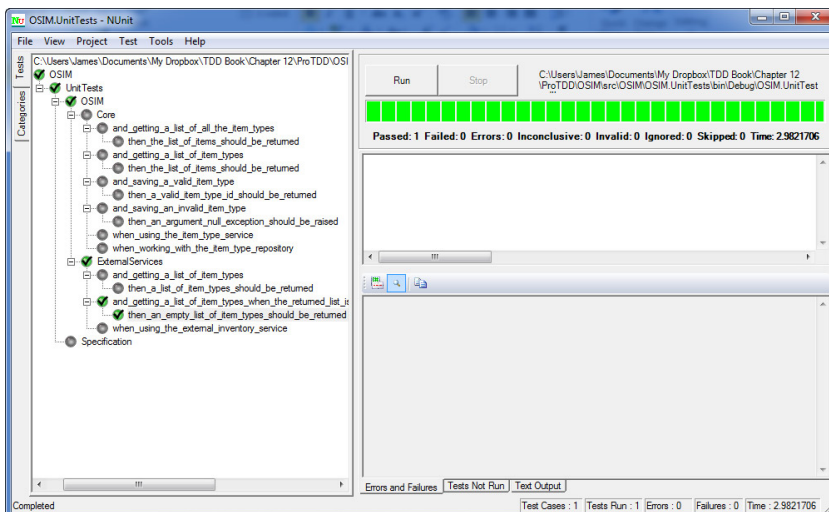 OSIM.UnitTests - NUnit
File View Project Test Tools Help
Tests
Categories
C:\Users\James\Documents\My Dropbox\TDD Book\Chapter 12\ProTDD\OSI
OSIM
UnitTests
OSIM
Core
and_getting_a_list_of_all_the_item_types
then_the_list_of_items_should_be_returned
and_getting_a_list_of_item_types
then_the_list_of_items_should_be_returned
and_saving_a_valid_item_type
then_a_valid_item_type_id_should_be_returned
and_saving_an_invalid_item_type
then_an_argument_null_exception_should_be_raised
when_using_the_item_type_service
when_working_with_the_item_type_repository
ExternalServices
and_getting_a_list_of_item_types
then_a_list_of_item_types_should_be_returned
and_getting_a_list_of_item_types_when_the_returned_list_is
then_an_empty_list_of_item_types_should_be_returned
when_using_the_external_inventory_service
Specification
Run
Stop
C:\Users\James\Documents\My Dropbox\TDD Book\Chapter 12
\ProTDD\OSIM\src\OSIM\OSIM.UnitTests\bin\Debug\OSIM.UnitTest
Passed: 1 Failed: 0 Errors: 0 Inconclusive: 0 Invalid: 0 Ignored: 0 Skipped: 0 Time: 2.9821706
Errors and Failures Tests Not Run Text Output
Completed
Test Cases : 1 Tests Run : 1 Errors : 0 Failures : 0 Time : 2.9821706